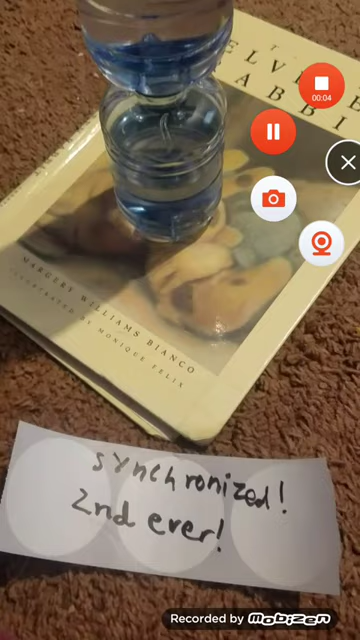 T
ELVE
ABBI
00:04
MARGERY WILLIAMS BIANCO
ILLUSTRATED BY MONIQUE FELIX
synchronized!
2nd ever!
Recorded by Mobizen